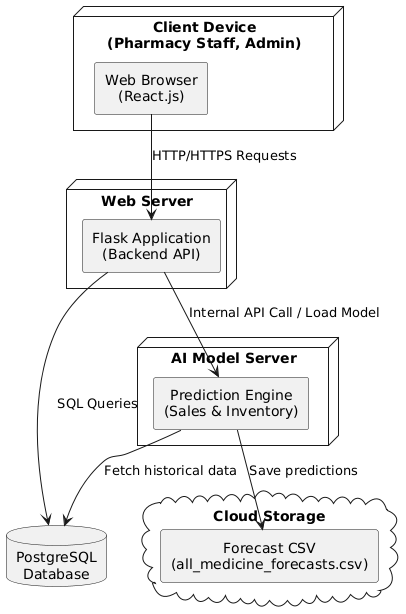 Client Device
(Pharmacy Staff, Admin)
Web Browser
(React.js)
HTTP/HTTPS Requests
Web Server
Flask Application
(Backend API)
Internal API Call / Load Model
AI Model Server
Prediction Engine
(Sales & Inventory)
SQL Queries
Fetch historical data
Save predictions
Cloud Storage
Forecast CSV
(all_medicine_forecasts.csv)
PostgreSQL
Database